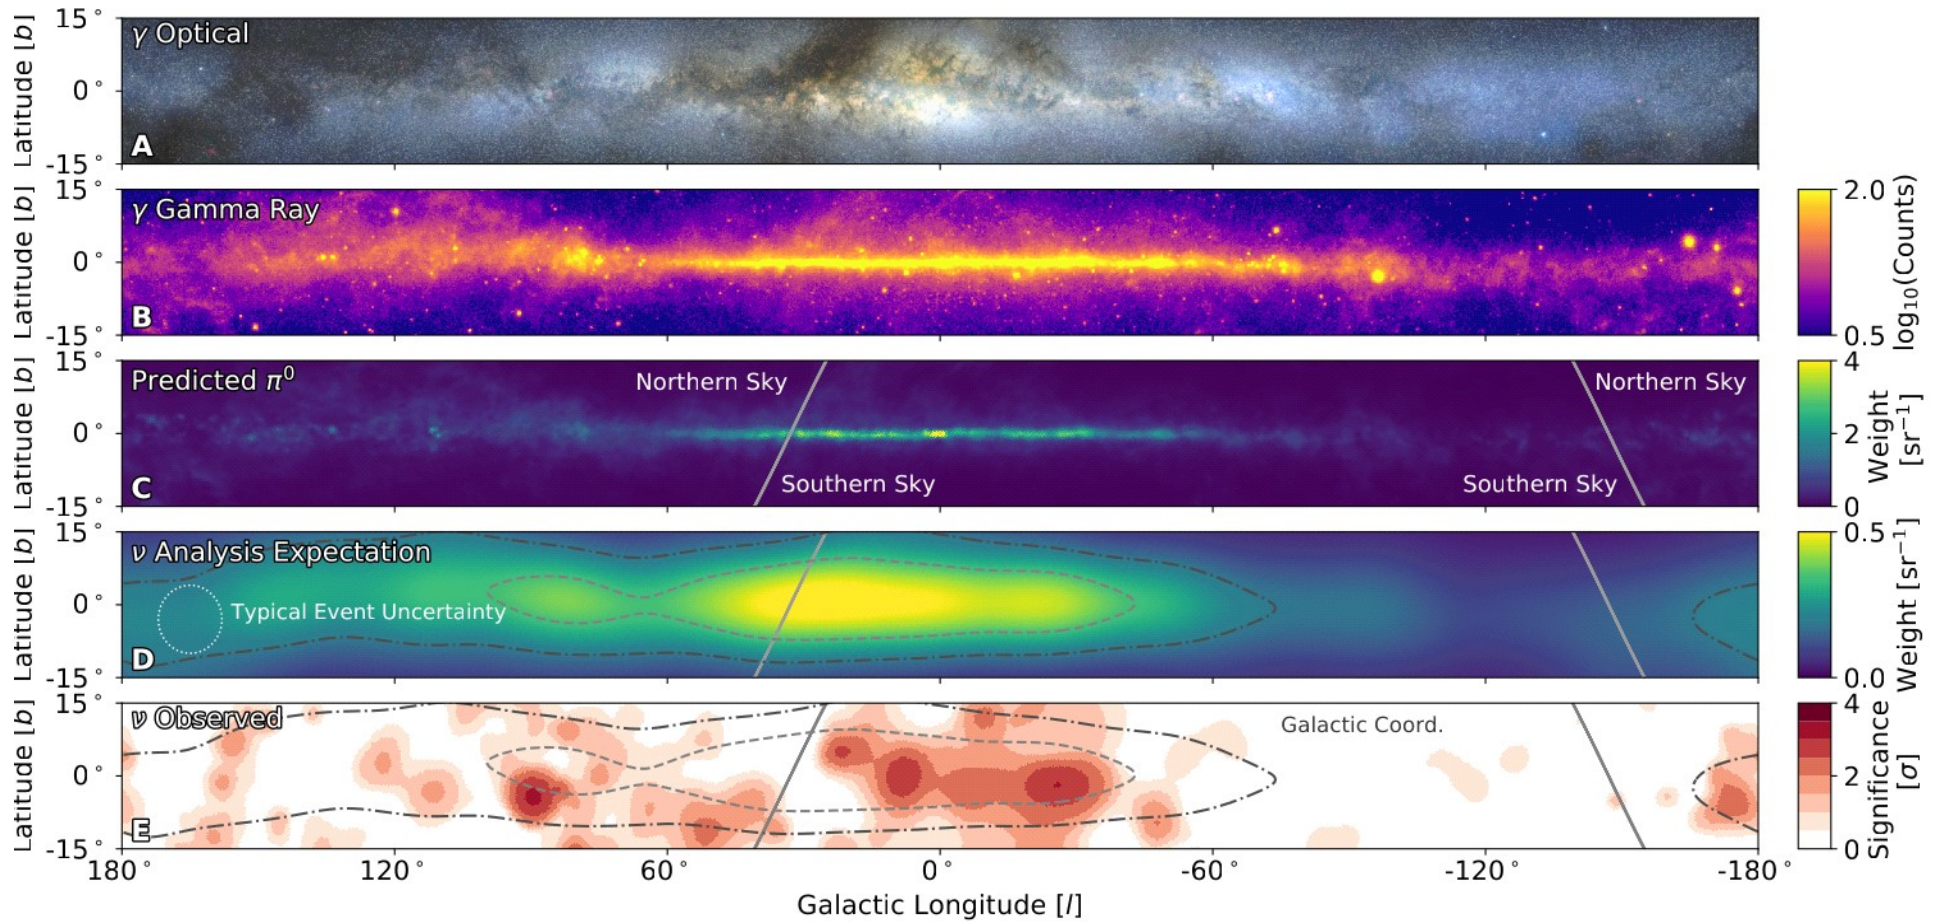 15°
Latitude [b]
γ Optical
0°
A
-15°
15°
Latitude [b]
γ Gamma Ray
0°
B
-15°
2.0
0.5
log₁₀(Counts)
15°
Latitude [b]
Predicted π⁰
Northern Sky
Northern Sky
0°
Southern Sky
Southern Sky
C
-15°
4
2
0
Weight
[sr⁻¹]
15°
Latitude [b]
ν Analysis Expectation
0°
Typical Event Uncertainty
D
-15°
0.5
0.0
Weight [sr⁻¹]
15°
Latitude [b]
ν Observed
Galactic Coord.
0°
E
-15°
4
2
0
Significance
[σ]
180° 120° 60° 0° -60° -120° -180°
Galactic Longitude [l]